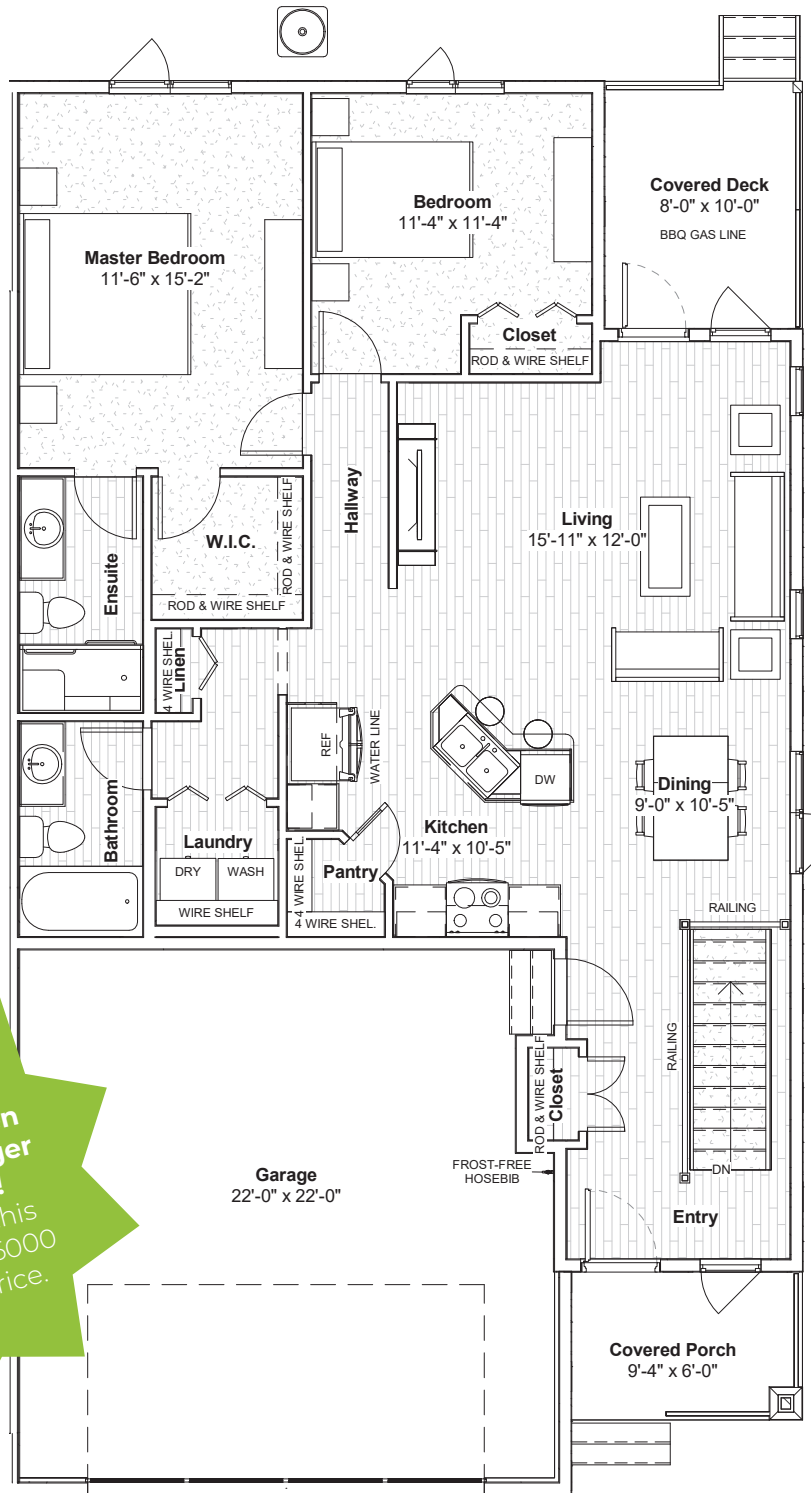 Master Bedroom
11'-6" x 15'-2"
Bedroom
11'-4" x 11'-4"
Closet
ROD & WIRE SHELF
Covered Deck
8'-0" x 10'-0"
BBQ GAS LINE
Hallway
Living
15'-11" x 12'-0"
Ensuite
W.I.C.
ROD & WIRE SHELF
ROD & WIRE SHELF
4 WIRE SHEL.
Linen
REF
WATER LINE
DW
Dining
9'-0" x 10'-5"
Kitchen
11'-4" x 10'-5"
Bathroom
Laundry
DRY
WASH
WIRE SHELF
Pantry
4 WIRE SHEL.
4 WIRE SHEL.
RAILING
RAILING
DN
ROD & WIRE SHELF
Closet
FROST-FREE
HOSEBIB
Garage
22'-0" x 22'-0"
Entry
Covered Porch
9'-4" x 6'-0"